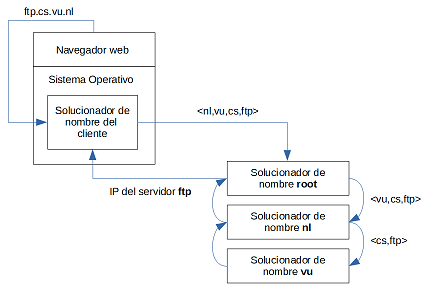 ftp.cs.vu.nl
Navegador web
Sistema Operativo
Solucionador de
nombre del
cliente
<nl,vu,cs,ftp>
IP del servidor ftp
Solucionador de
nombre root
<vu,cs,ftp>
Solucionador de
nombre nl
<cs,ftp>
Solucionador de
nombre vu